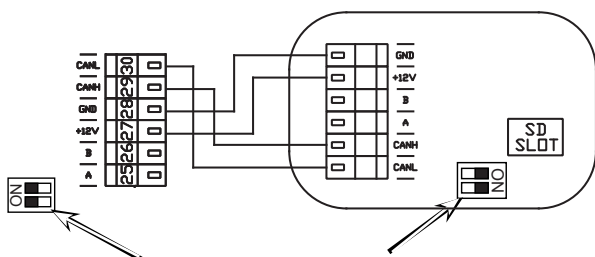 CANL 30
CANH 29
GND 28
+12V 27
B 26
A 25
ON
GND
+12V
B
A
CANH
CANL
SD
SLOT
ON